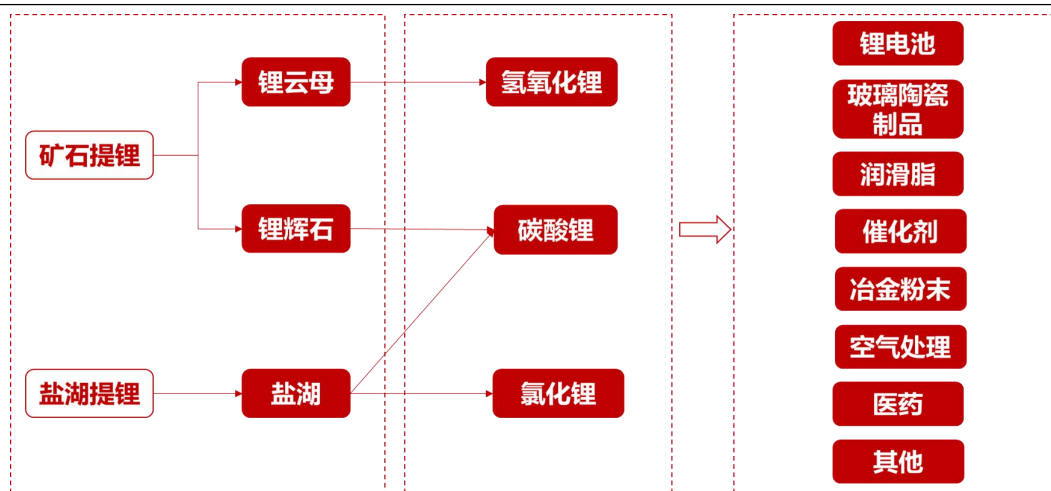 矿石提锂
盐湖提锂
锂云母
锂辉石
盐湖
氢氧化锂
碳酸锂
氯化锂
锂电池
玻璃陶瓷
制品
润滑脂
催化剂
冶金粉末
空气处理
医药
其他